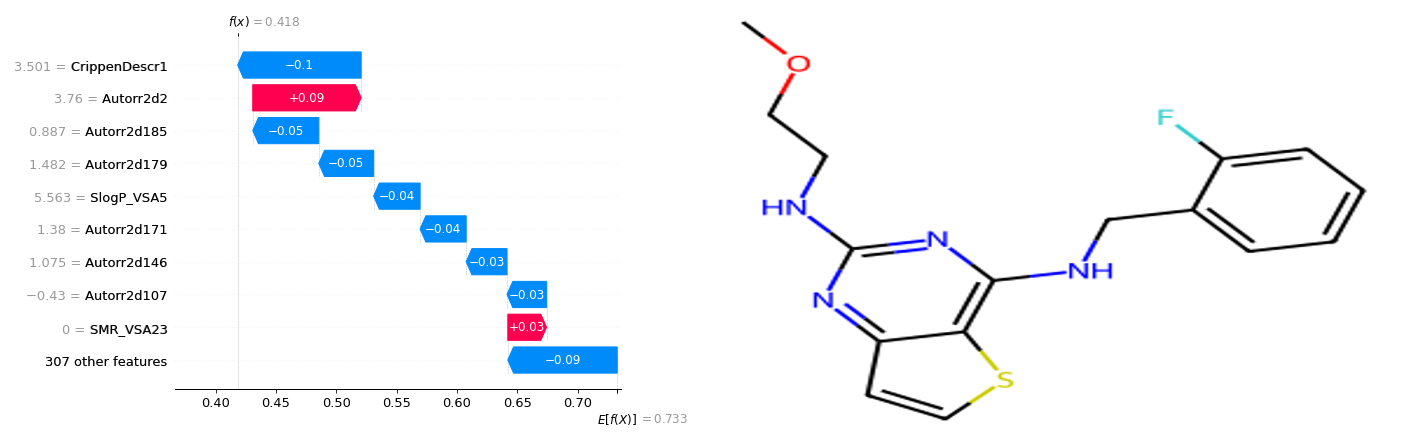 f(x) = 0.418
3.501 = CrippenDescr1
−0.1
3.76 = Autorr2d2
+0.09
0.887 = Autorr2d185
−0.05
1.482 = Autorr2d179
−0.05
5.563 = SlogP_VSA5
−0.04
1.38 = Autorr2d171
−0.04
1.075 = Autorr2d146
−0.03
−0.43 = Autorr2d107
−0.03
0 = SMR_VSA23
+0.03
307 other features
−0.09
0.40 0.45 0.50 0.55 0.60 0.65 0.70
E[f(X)] = 0.733
O
F
HN
N
NH
N
S